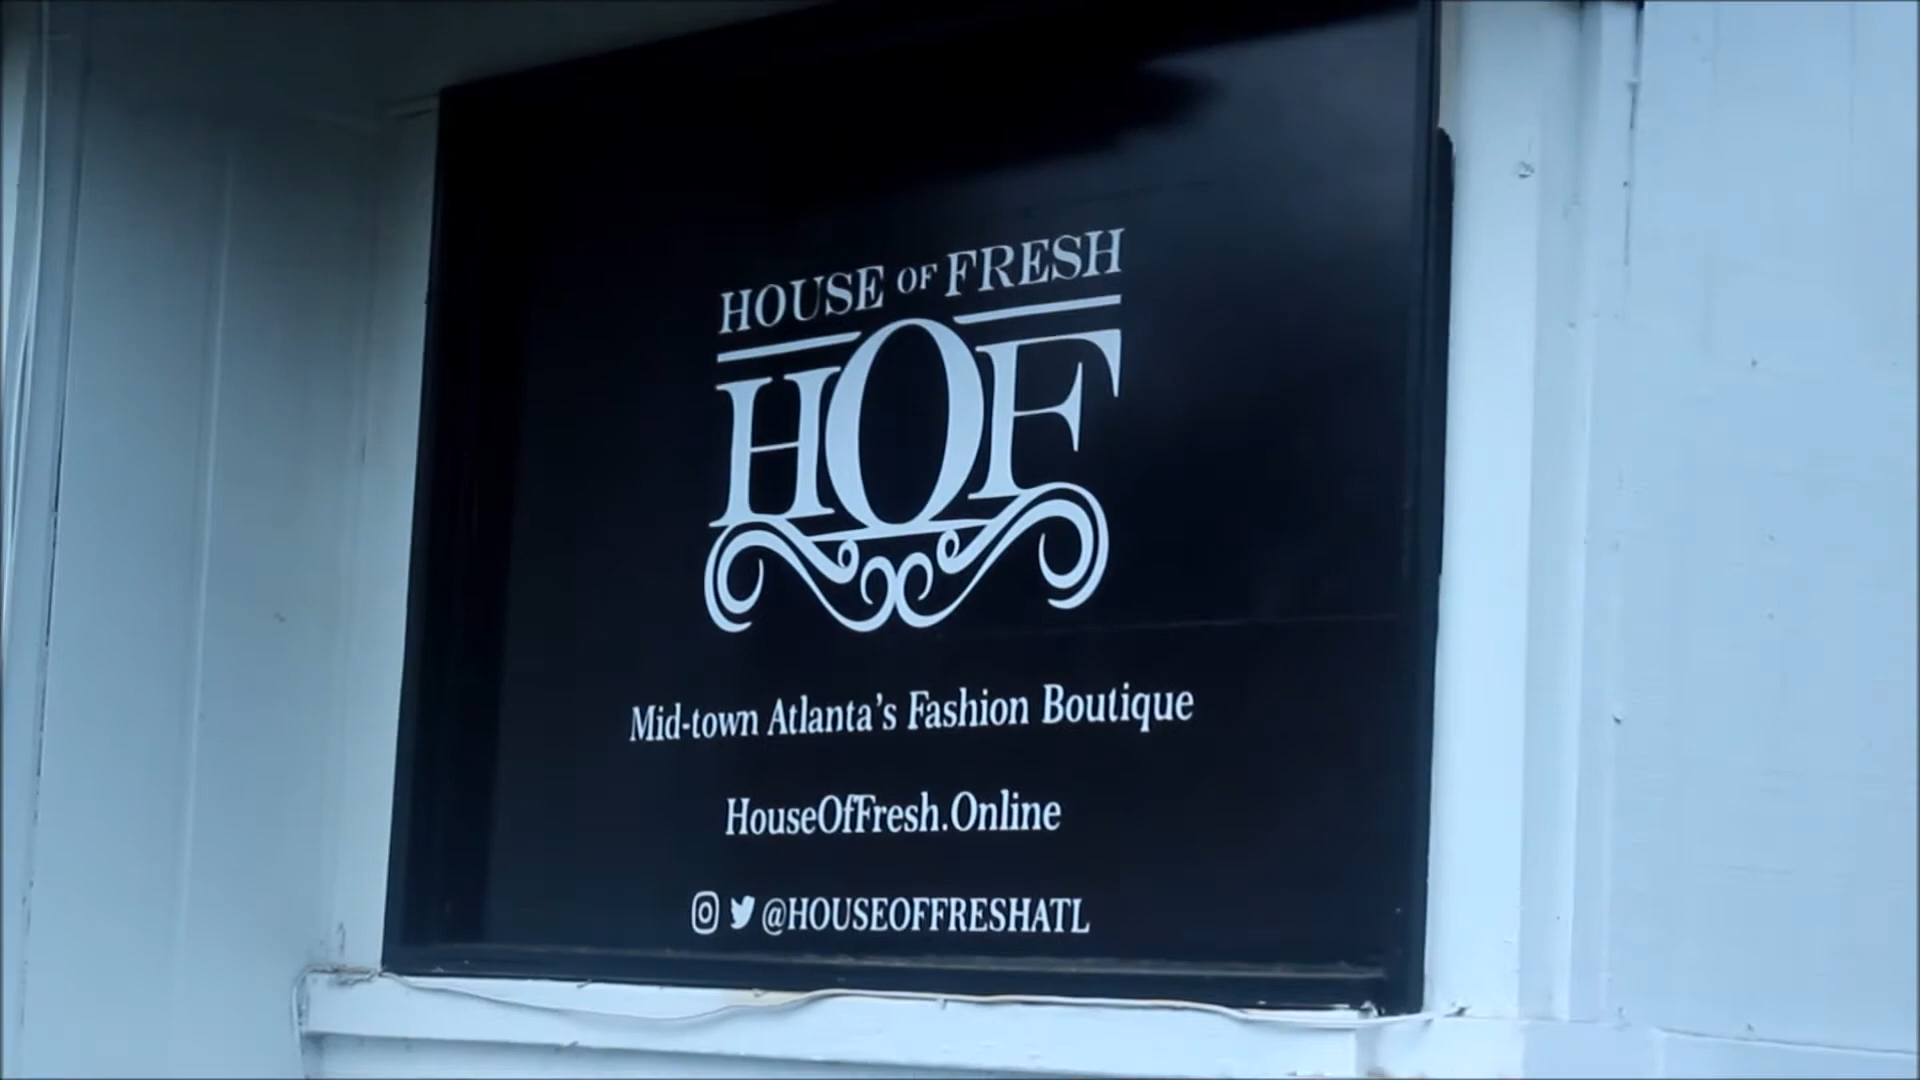 HOUSE OF FRESH
HOF
Mid-town Atlanta's Fashion Boutique
HouseOfFresh.Online
@HOUSEOFFRESHATL